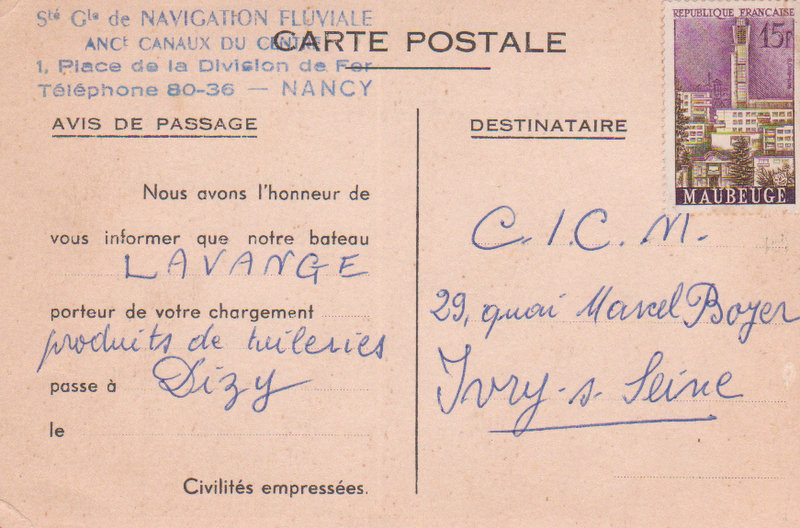 Sté Gle de NAVIGATION FLUVIALE
ANCt CANAUX DU CENTRE
1, Place de la Division de Fer
Téléphone 80-36 — NANCY
CARTE POSTALE
REPUBLIQUE FRANÇAISE
15F
MAUBEUGE
AVIS DE PASSAGE
Nous avons l'honneur de
vous informer que notre bateau
LAVANGE
porteur de votre chargement
produits de tuileries
passe à Dizy
le
Civilités empressées.
DESTINATAIRE
C.I.C.M.
29, quai Marcel Boyer
Ivry-s-Seine